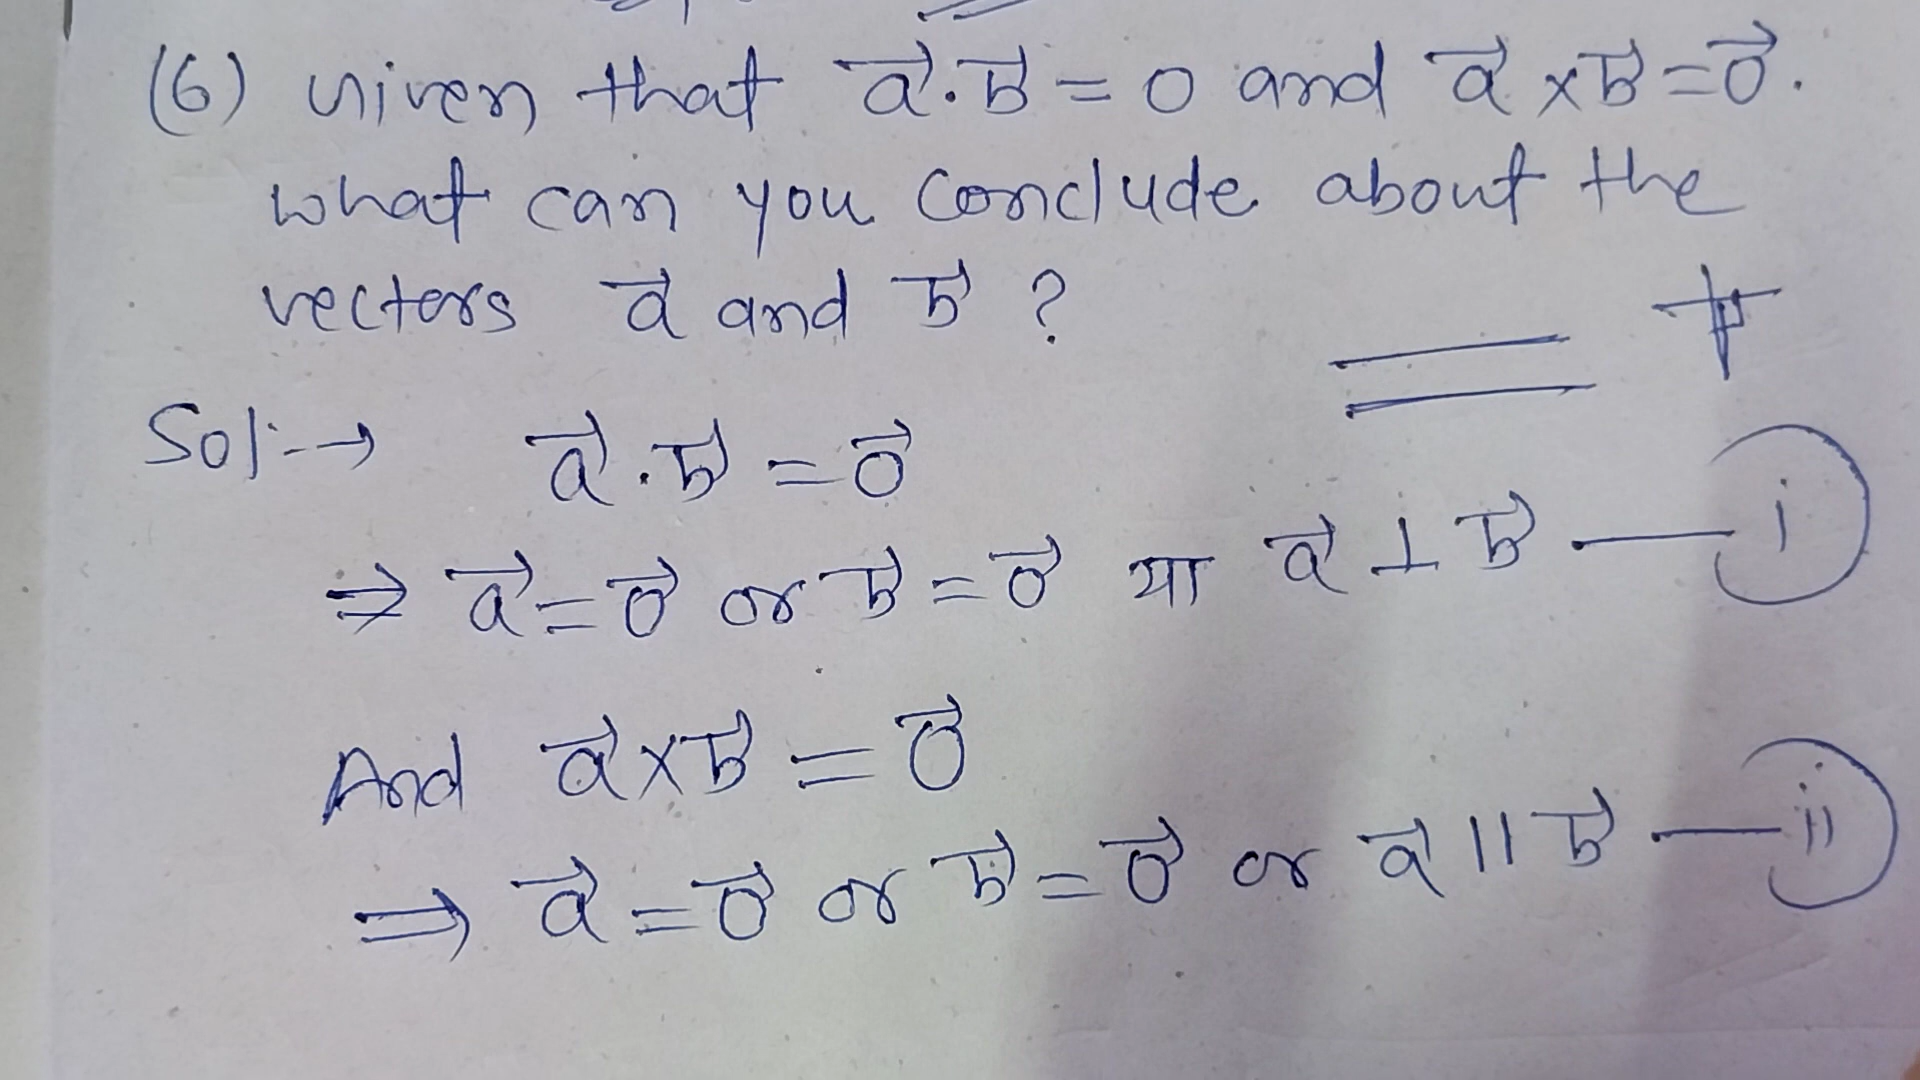 (6) Given that a⃗.b⃗ = 0 and a⃗ × b⃗ = 0⃗.
what can you conclude about the
vectors a⃗ and b⃗ ?
Sol:→ a⃗.b⃗ = 0⃗
⇒ a⃗ = 0⃗ or b⃗ = 0⃗ या a⃗ ⊥ b⃗ — i
And a⃗ × b⃗ = 0⃗
⇒ a⃗ = 0⃗ or b⃗ = 0⃗ or a⃗ || b⃗ — ii